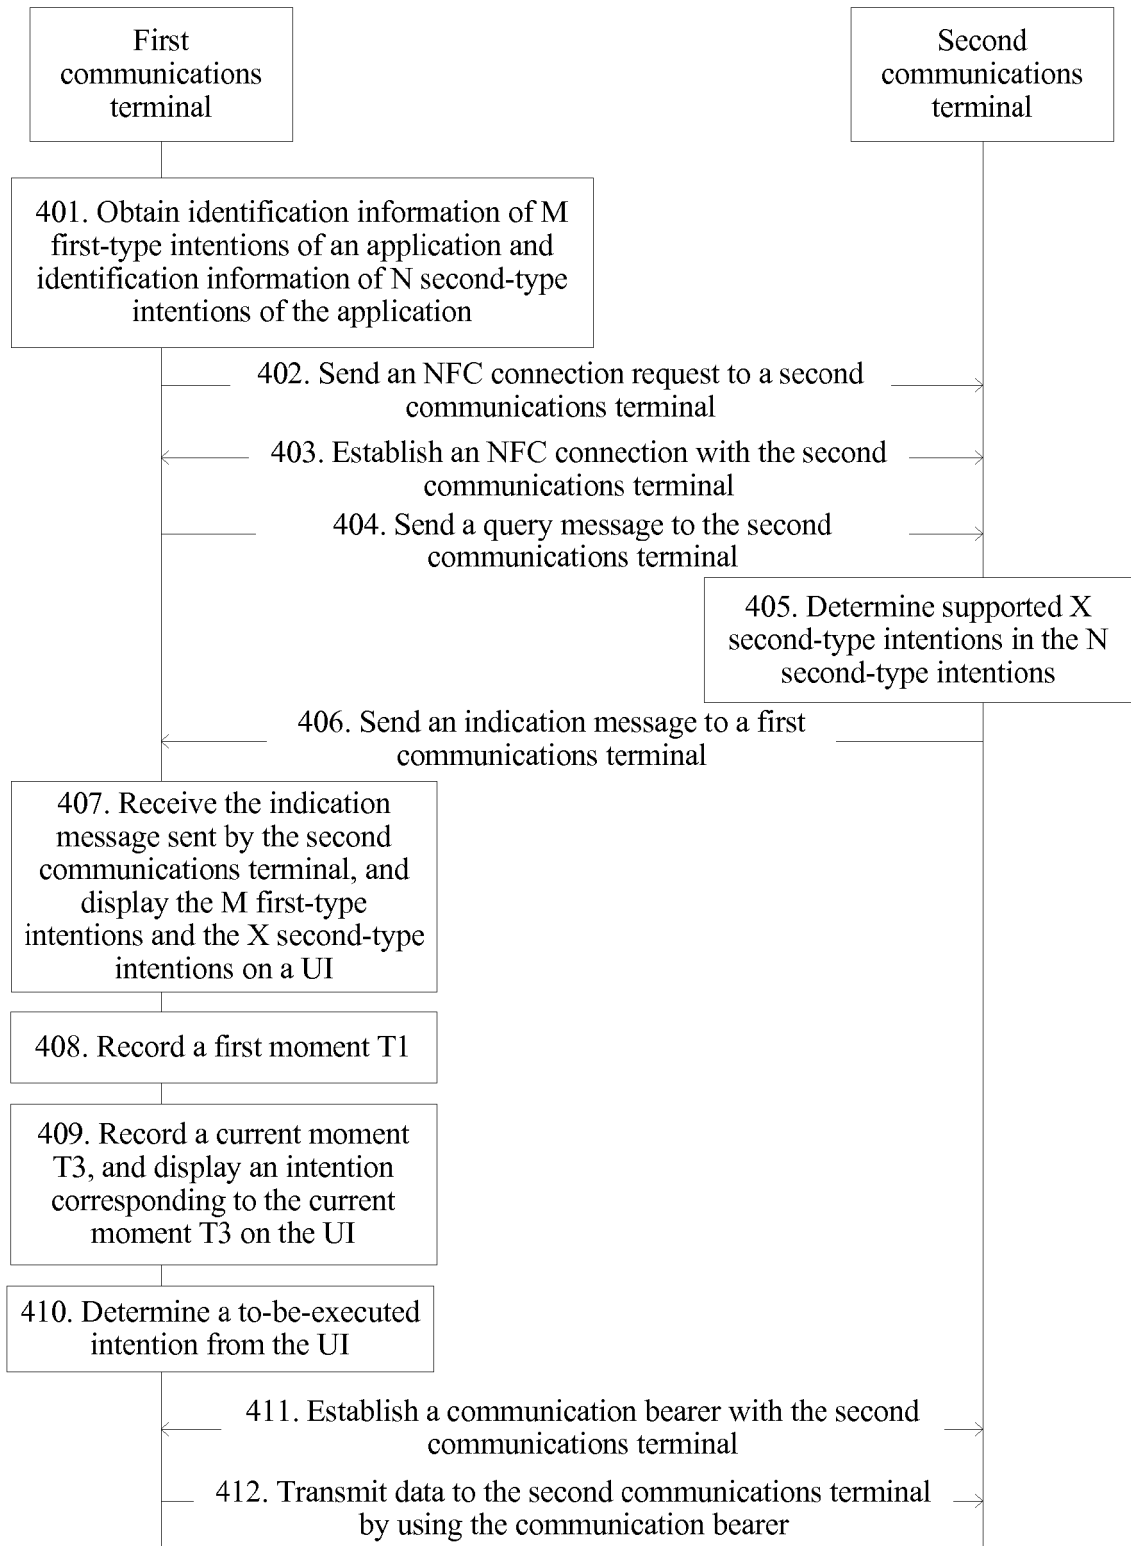 First
communications
terminal
Second
communications
terminal
401. Obtain identification information of M
first-type intentions of an application and
identification information of N second-type
intentions of the application
402. Send an NFC connection request to a second
communications terminal
403. Establish an NFC connection with the second
communications terminal
404. Send a query message to the second
communications terminal
405. Determine supported X
second-type intentions in the N
second-type intentions
406. Send an indication message to a first
communications terminal
407. Receive the indication
message sent by the second
communications terminal, and
display the M first-type
intentions and the X second-type
intentions on a UI
408. Record a first moment T1
409. Record a current moment
T3, and display an intention
corresponding to the current
moment T3 on the UI
410. Determine a to-be-executed
intention from the UI
411. Establish a communication bearer with the second
communications terminal
412. Transmit data to the second communications terminal
by using the communication bearer